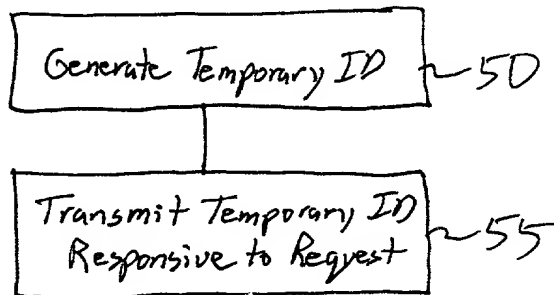 Generate Temporary ID
50
Transmit Temporary ID
Responsive to Request
55